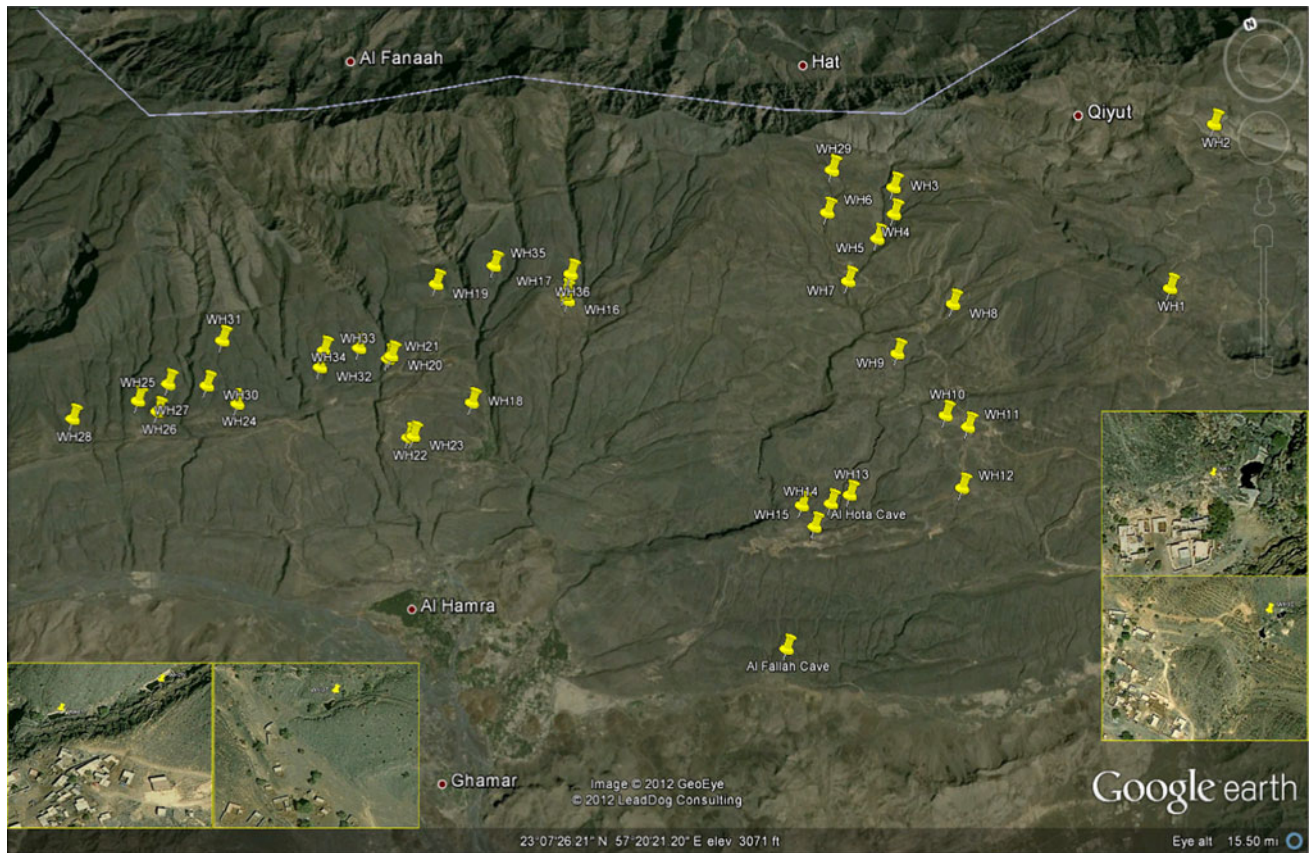 N
Al Fanaah
Hat
Qiyut
WH2
WH29
WH3
WH6
WH4
WH5
WH35
WH17
WH7
WH1
WH19
WH36
WH16
WH8
WH31
WH33
WH21
WH34
WH20
WH9
WH32
WH25
WH30
WH18
WH10
WH27
WH24
WH11
WH26
WH28
WH23
WH22
WH12
WH14
WH13
WH15
Al Hota Cave
Al Hamra
Al Fallah Cave
Ghamar
Image © 2012 GeoEye
© 2012 LeadDog Consulting
Google earth
23°07'26.21" N 57°20'21.20" E elev 3071 ft
Eye alt 15.50 mi